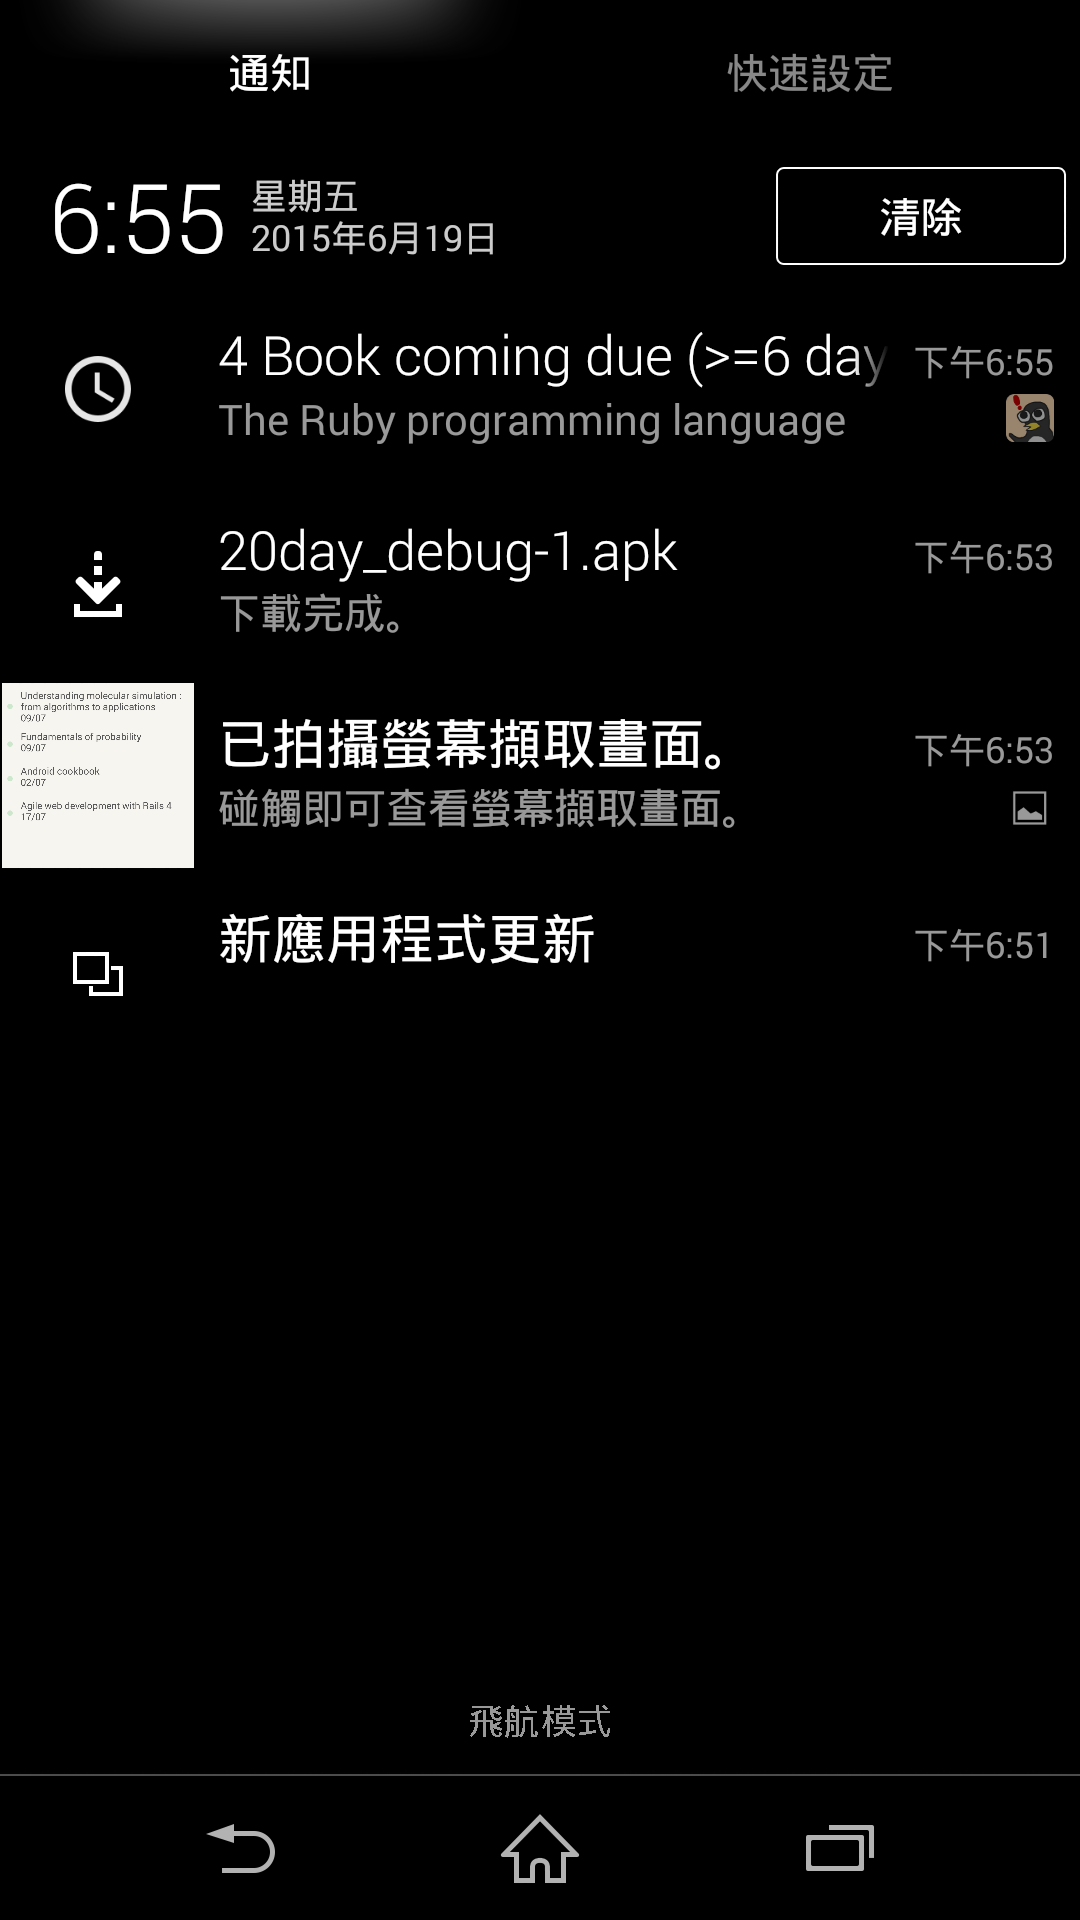 通知
快速設定
6:55
星期五
2015年6月19日
清除
4 Book coming due (>=6 day
下午6:55
The Ruby programming language
20day_debug-1.apk
下午6:53
下載完成。
Understanding molecular simulation :
from algorithms to applications
09/07
Fundamentals of probability
09/07
Android cookbook
02/07
Agile web development with Rails 4
17/07
已拍攝螢幕擷取畫面。
下午6:53
碰觸即可查看螢幕擷取畫面。
新應用程式更新
下午6:51
飛航模式